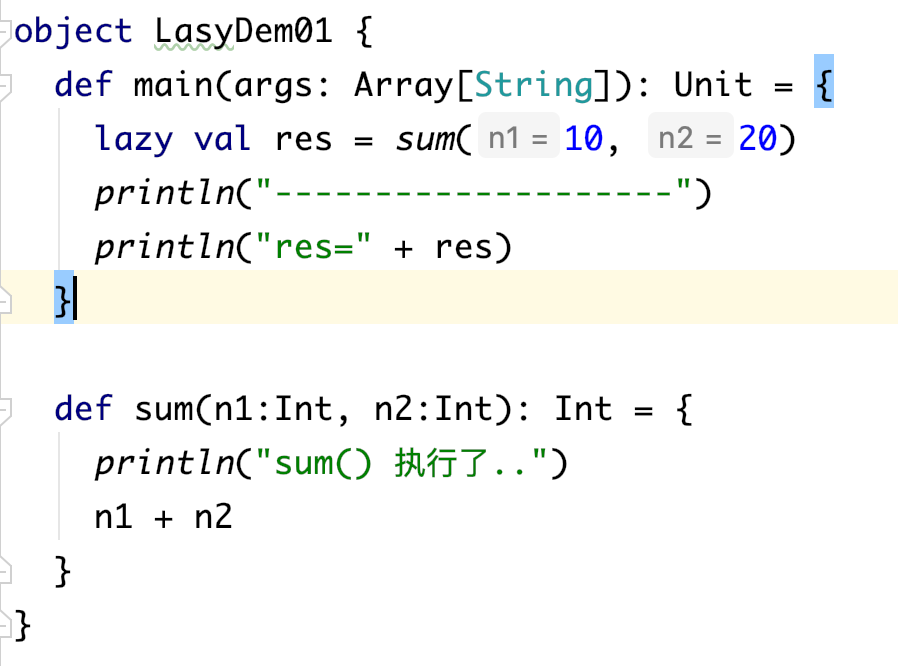 object LasyDem01 {
def main(args: Array[String]): Unit = {
lazy val res = sum( n1 = 10, n2 = 20)
println("--------------------")
println("res=" + res)
}
def sum(n1:Int, n2:Int): Int = {
println("sum() 执行了..")
n1 + n2
}
}